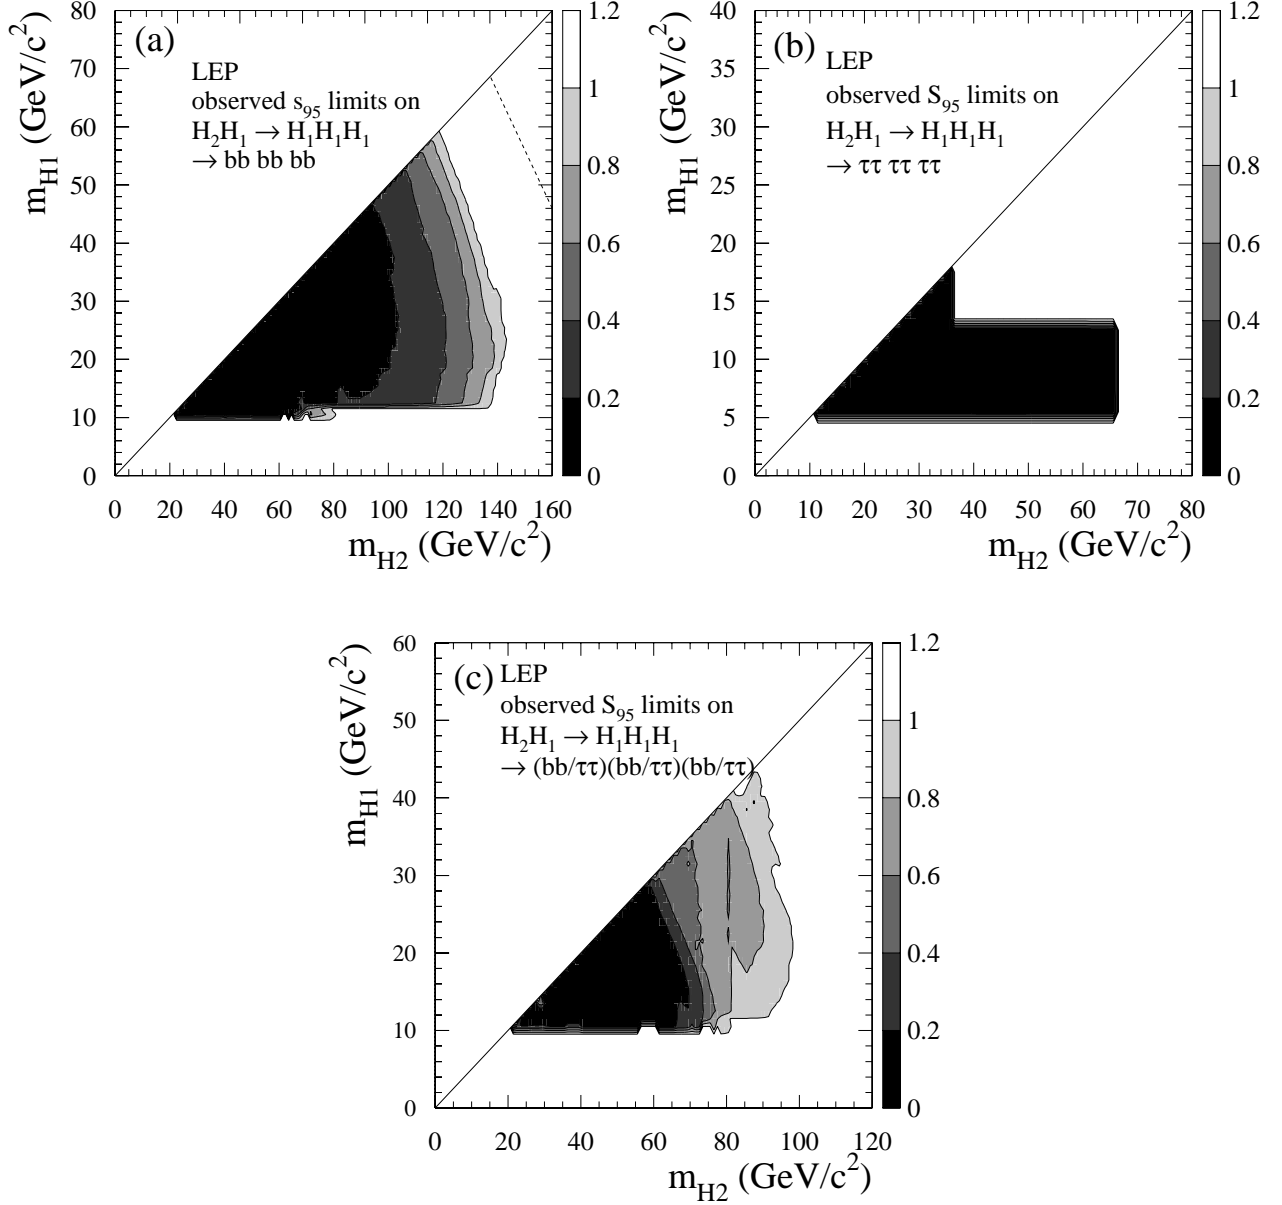 (a)
LEP
observed s95 limits on
H2H1 → H1H1H1
→ bb bb bb
mH1 (GeV/c2)
80
70
60
50
40
30
20
10
0
0 20 40 60 80 100 120 140 160
mH2 (GeV/c2)
1.2
1
0.8
0.6
0.4
0.2
0
(b)
LEP
observed S95 limits on
H2H1 → H1H1H1
→ ττ ττ ττ
mH1 (GeV/c2)
40
35
30
25
20
15
10
5
0
0 10 20 30 40 50 60 70 80
mH2 (GeV/c2)
1.2
1
0.8
0.6
0.4
0.2
0
(c)
LEP
observed S95 limits on
H2H1 → H1H1H1
→ (bb/ττ)(bb/ττ)(bb/ττ)
mH1 (GeV/c2)
60
50
40
30
20
10
0
0 20 40 60 80 100 120
mH2 (GeV/c2)
1.2
1
0.8
0.6
0.4
0.2
0